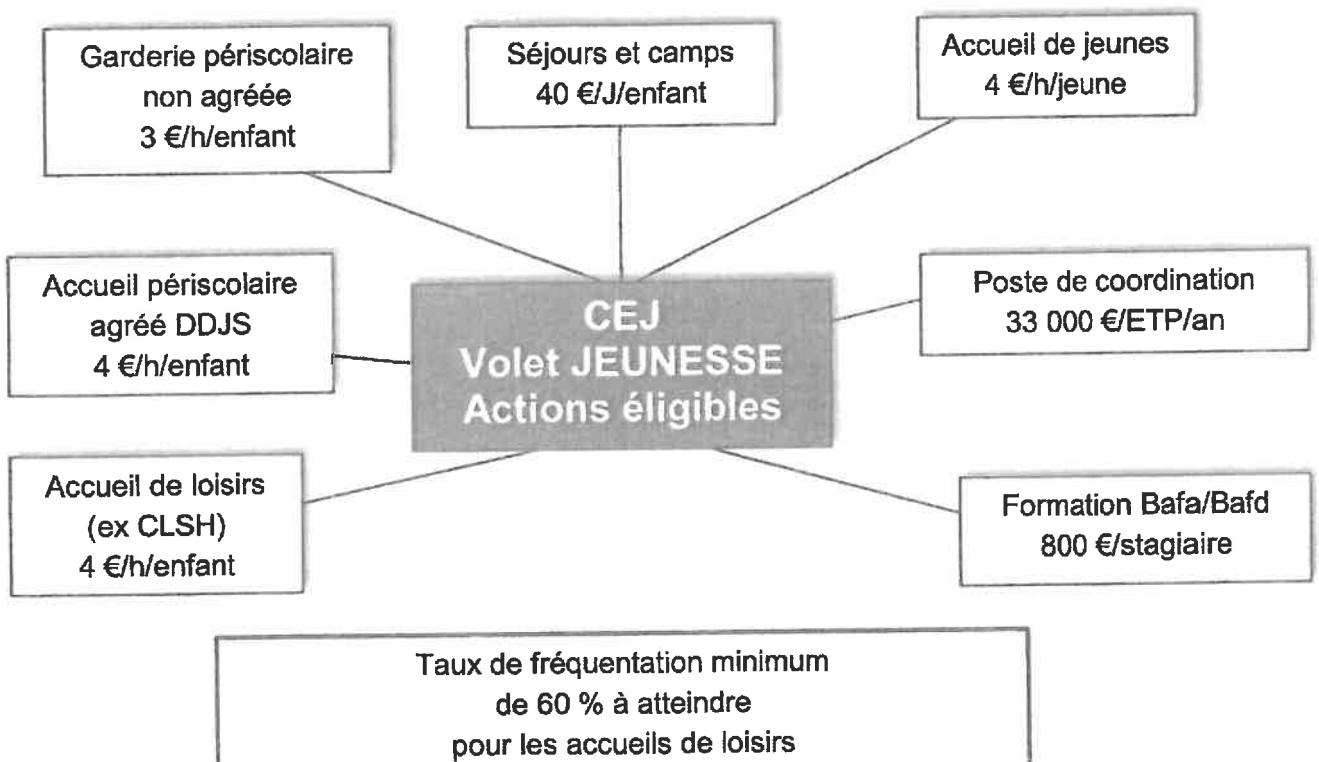 Garderie périscolaire
non agréée
3 €/h/enfant
Séjours et camps
40 €/J/enfant
Accueil de jeunes
4 €/h/jeune
Accueil périscolaire
agréé DDJS
4 €/h/enfant
CEJ
Volet JEUNESSE
Actions éligibles
Poste de coordination
33 000 €/ETP/an
Accueil de loisirs
(ex CLSH)
4 €/h/enfant
Formation Bafa/Bafd
800 €/stagiaire
Taux de fréquentation minimum
de 60 % à atteindre
pour les accueils de loisirs